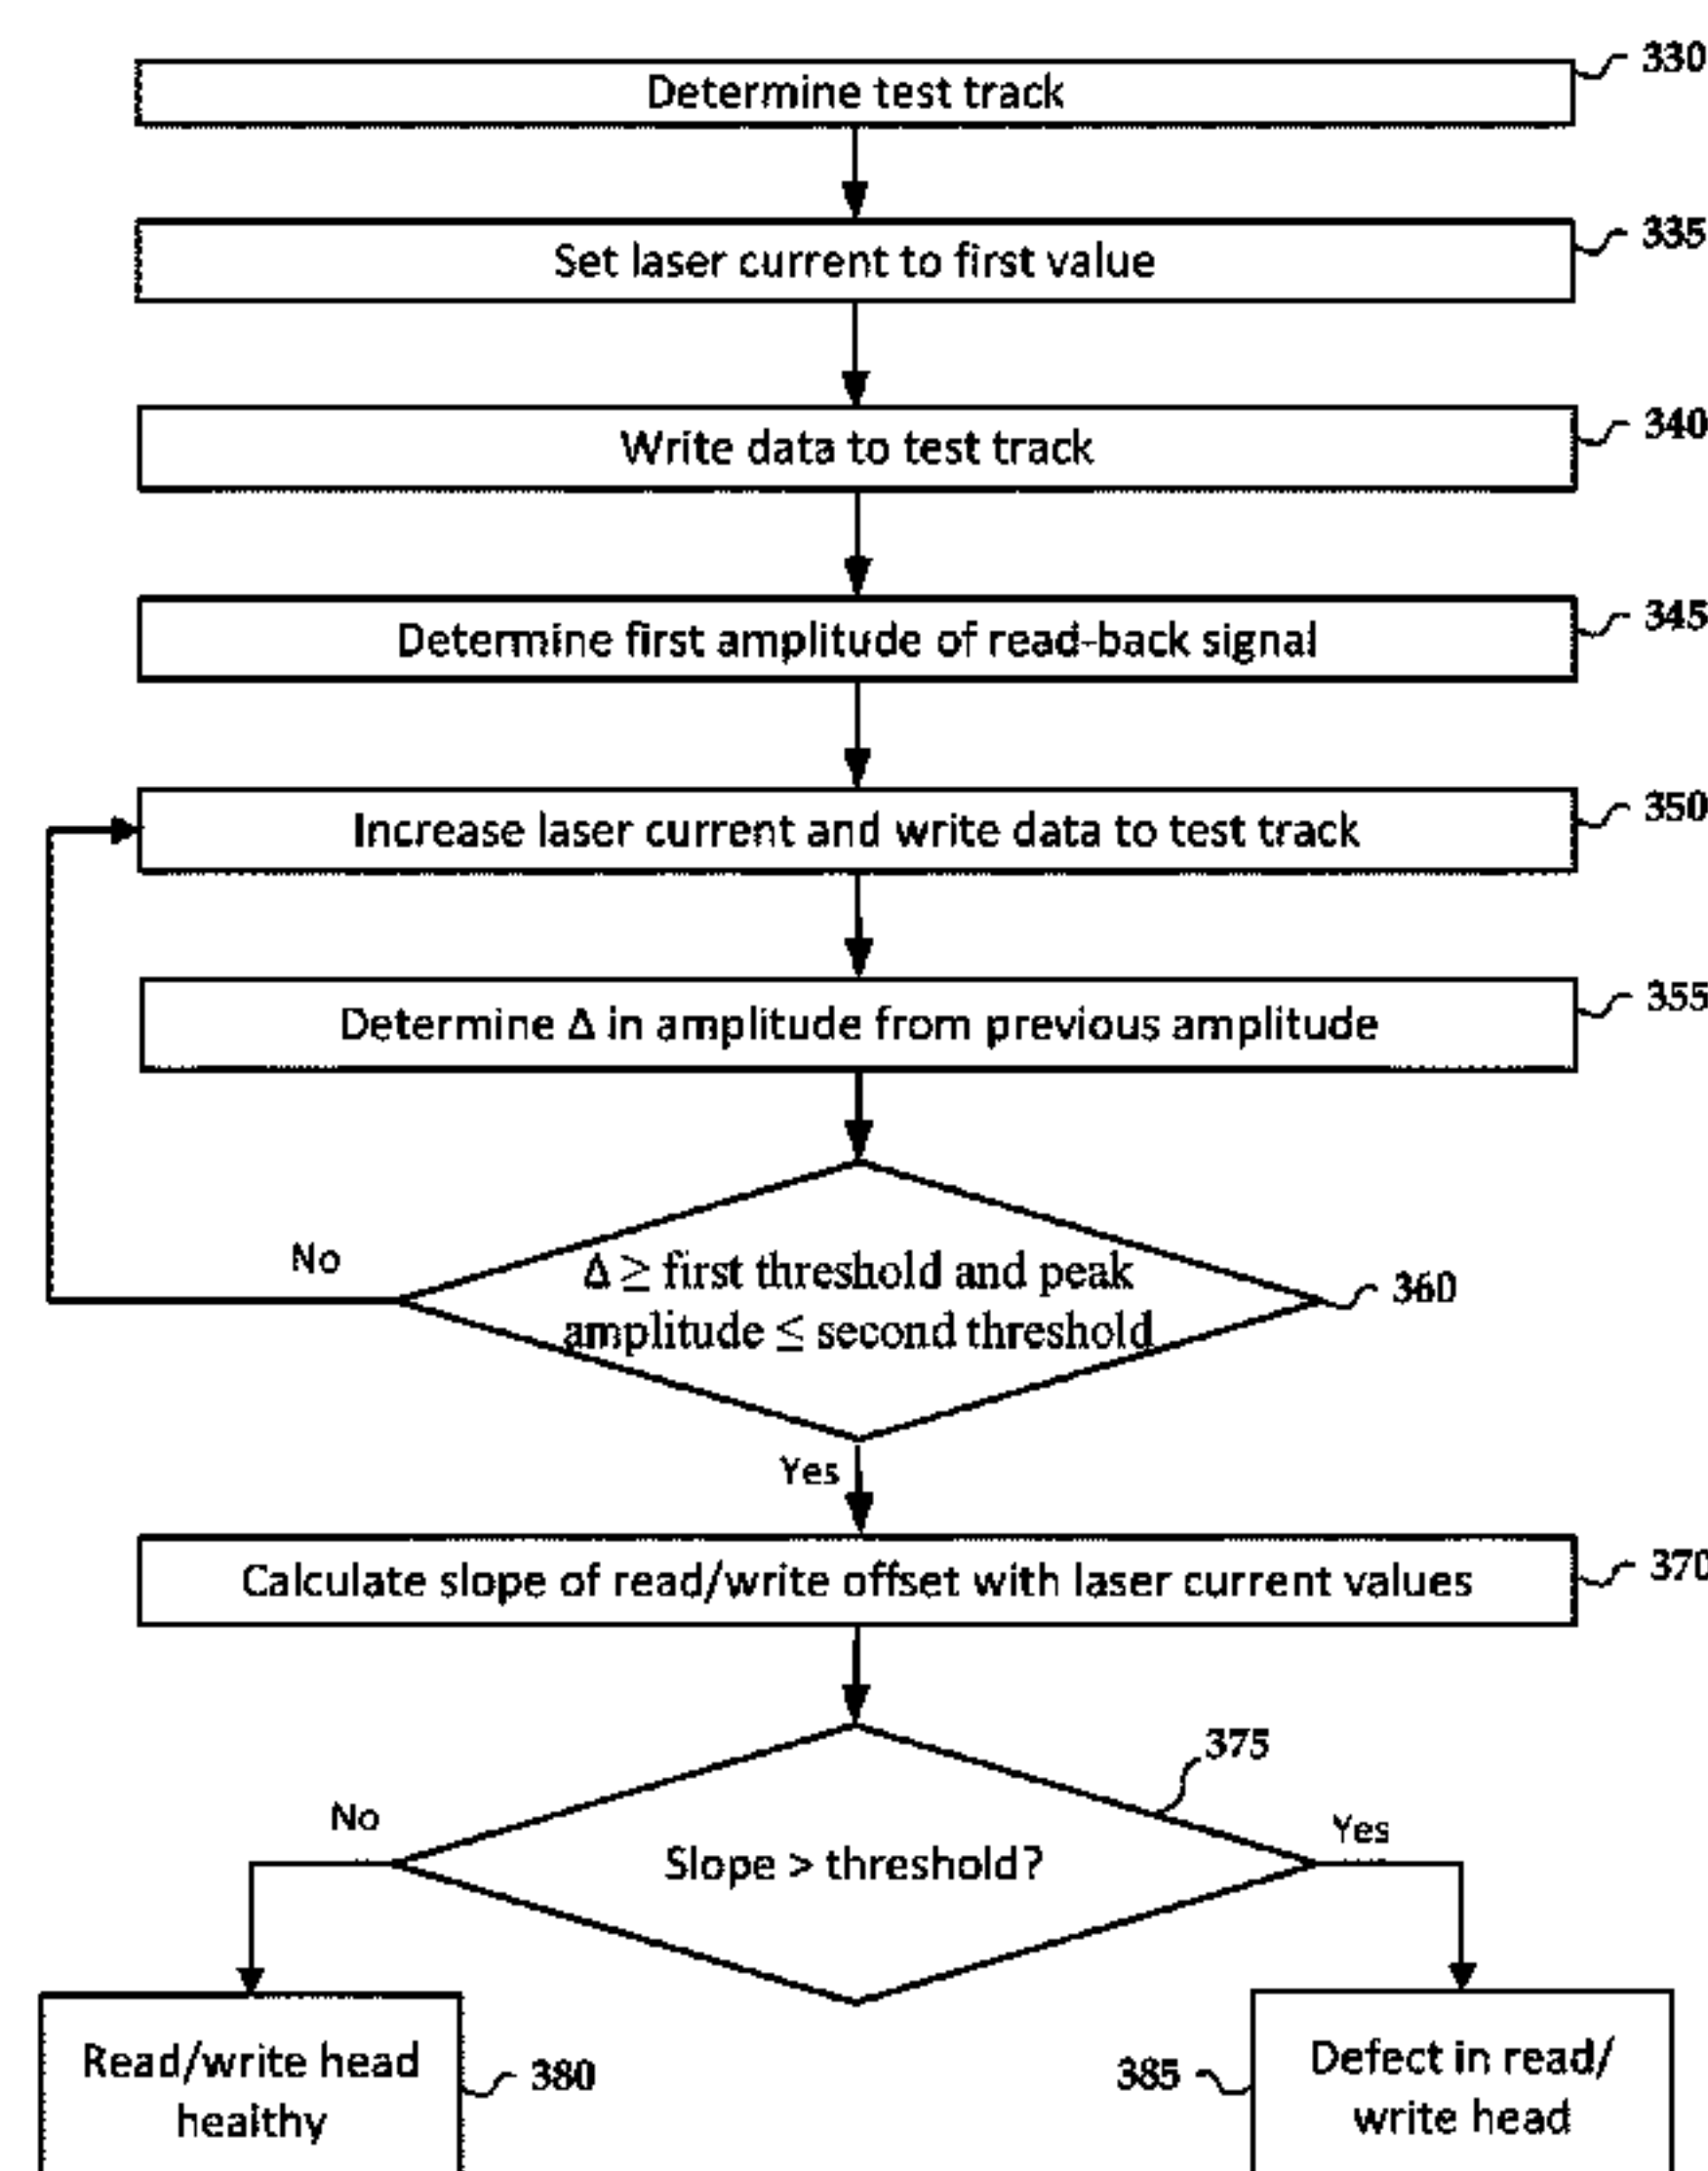 Determine test track
330
Set laser current to first value
335
Write data to test track
340
Determine first amplitude of read-back signal
345
Increase laser current and write data to test track
350
Determine Δ in amplitude from previous amplitude
355
No
Δ ≥ first threshold and peak
amplitude ≤ second threshold
360
Yes
Calculate slope of read/write offset with laser current values
370
375
No
Slope > threshold?
Yes
Read/write head
healthy
380
385
Defect in read/
write head